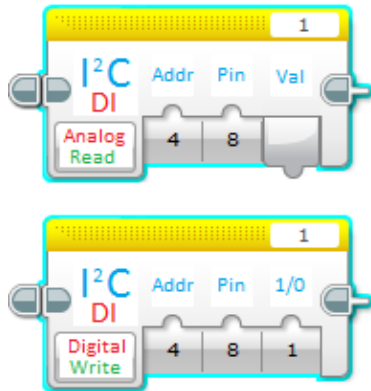 1
I²C Addr Pin Val
DI
Analog
Read 4 8
1
I²C Addr Pin 1/0
DI
Digital
Write 4 8 1